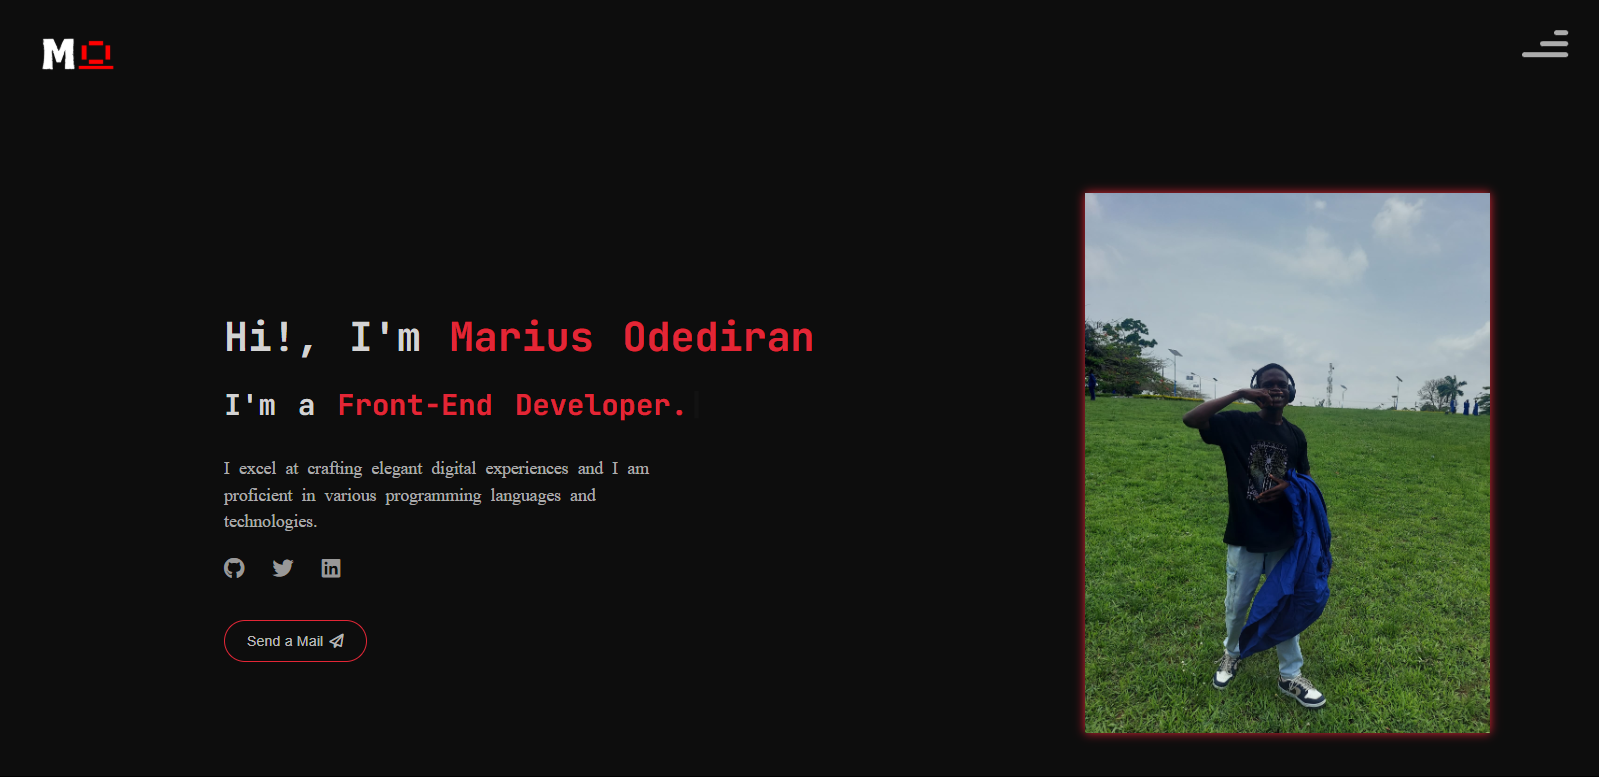 MO
Hi!, I'm Marius Odediran
I'm a Front-End Developer.
I excel at crafting elegant digital experiences and I am
proficient in various programming languages and
technologies.
in
Send a Mail